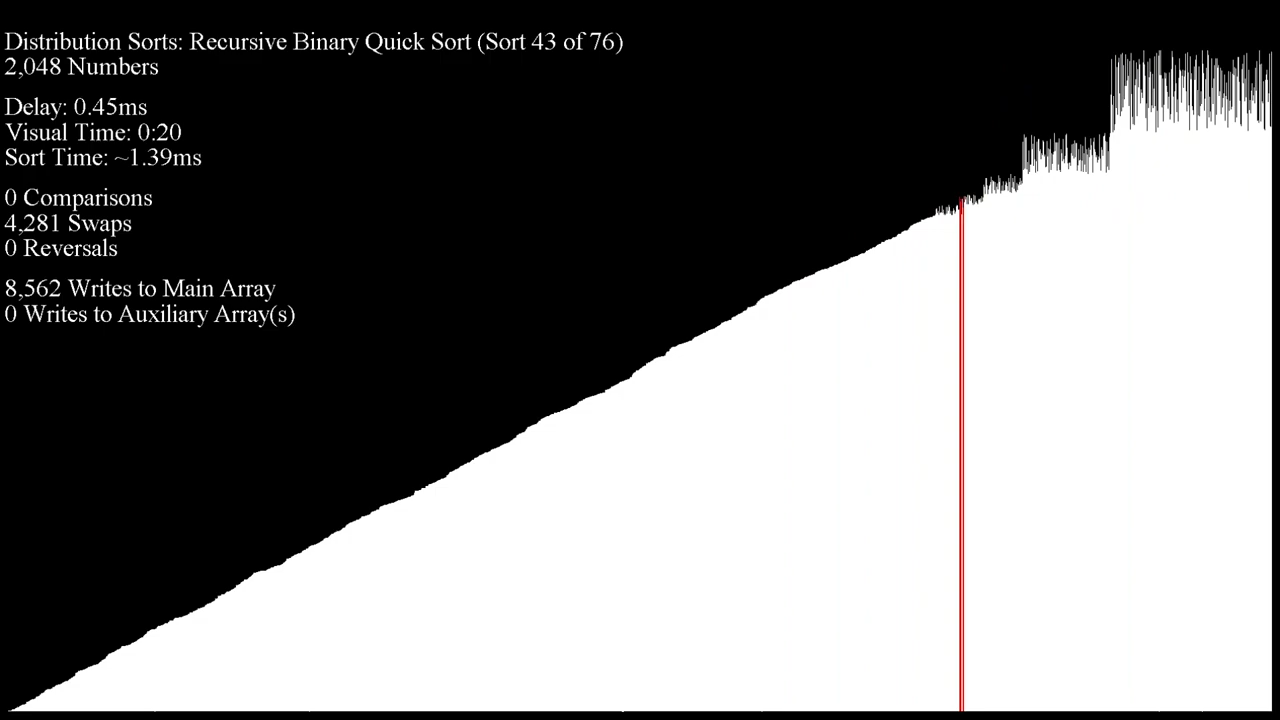 Distribution Sorts: Recursive Binary Quick Sort (Sort 43 of 76)
2,048 Numbers
Delay: 0.45ms
Visual Time: 0:20
Sort Time: ~1.39ms
0 Comparisons
4,281 Swaps
0 Reversals
8,562 Writes to Main Array
0 Writes to Auxiliary Array(s)